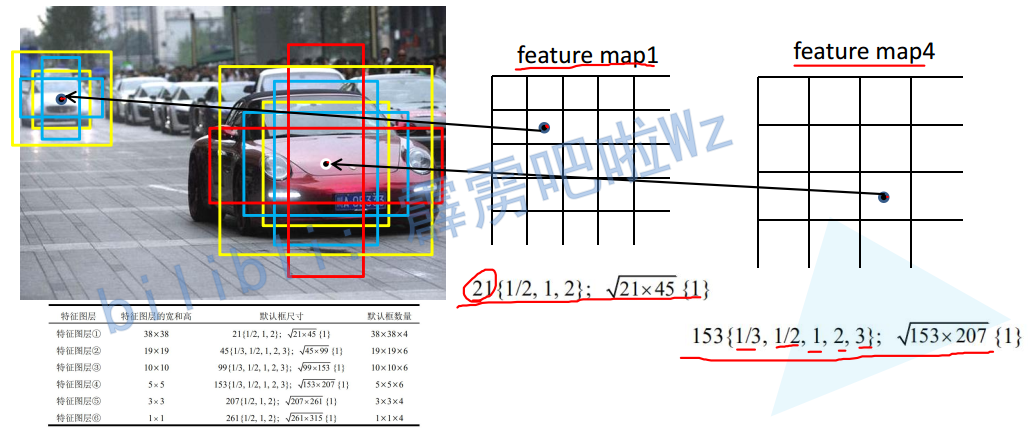 feature map1
feature map4
21{1/2, 1, 2}; √21×45 {1}
153{1/3, 1/2, 1, 2, 3}; √153×207 {1}
bilibili: 霹雳吧啦Wz
特征图层 特征图层的宽和高 默认框尺寸 默认框数量
特征图层① 38×38 21{1/2, 1, 2}; √21×45 {1} 38×38×4
特征图层② 19×19 45{1/3, 1/2, 1, 2, 3}; √45×99 {1} 19×19×6
特征图层③ 10×10 99{1/3, 1/2, 1, 2, 3}; √99×153 {1} 10×10×6
特征图层④ 5×5 153{1/3, 1/2, 1, 2, 3}; √153×207 {1} 5×5×6
特征图层⑤ 3×3 207{1/2, 1, 2}; √207×261 {1} 3×3×4
特征图层⑥ 1×1 261{1/2, 1, 2}; √261×315 {1} 1×1×4